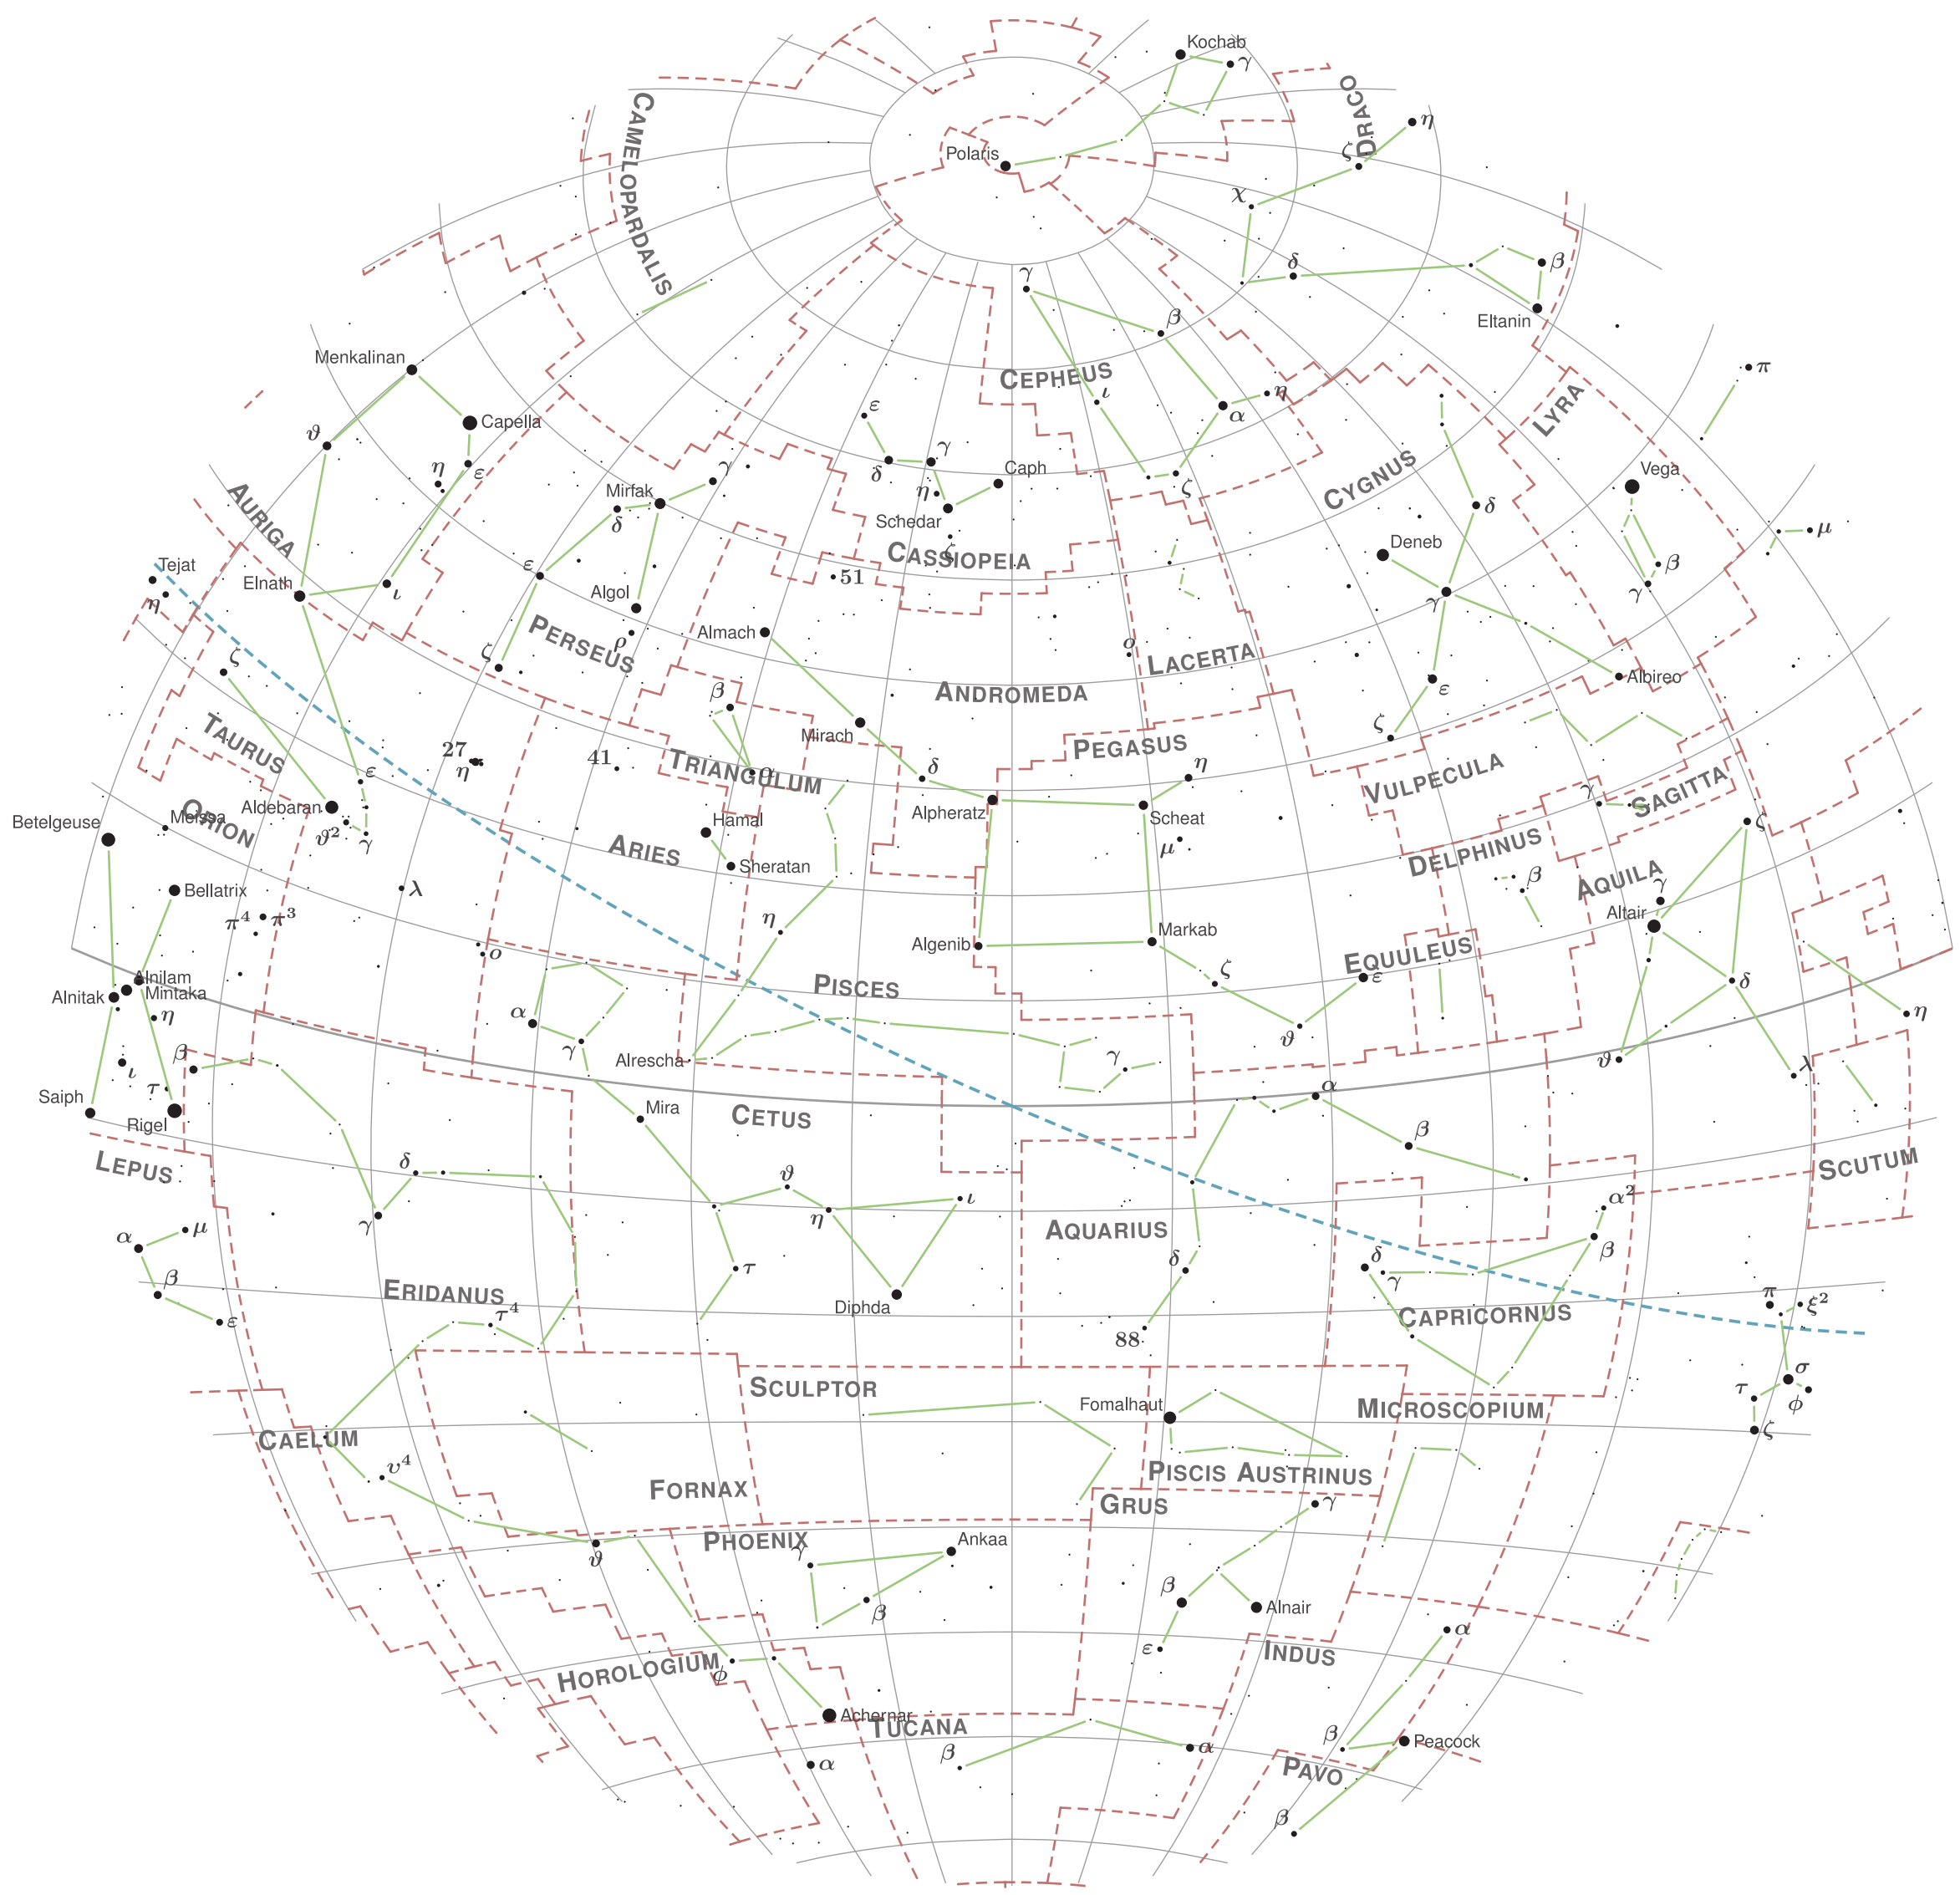 Kochab
γ
DRACO
CAMELOPARDALIS
η
ζ
Polaris
χ
δ
β
γ
Eltanin
β
Menkalinan
CEPHEUS
π
ι
η
α
ε
LYRA
Capella
ϑ
γ
δ
Caph
Vega
η
ε
γ
Mirfak
η
ζ
CYGNUS
AURIGA
δ
Schedar
δ
μ
ζ
CASSIOPEIA
Deneb
Tejat
ε
51
β
Elnath
ι
Algol
γ
γ
η
Almach
ρ
PERSEUS
ο
LACERTA
ζ
ζ
Albireo
ε
β
ANDROMEDA
TAURUS
Mirach
ζ
PEGASUS
27
η
41
TRIANGULUM
α
δ
η
VULPECULA
ε
SAGITTA
γ
Aldebaran
Alpheratz
Scheat
Betelgeuse
Meissa
ORION
ϑ²
γ
Hamal
ζ
ARIES
μ
DELPHINUS
Sheratan
β
AQUILA
Bellatrix
λ
γ
π⁴
π³
η
Altair
Markab
Algenib
ο
EQUULEUS
Alnilam
ζ
ε
Mintaka
PISCES
δ
Alnitak
η
α
η
ϑ
β
γ
Alrescha
γ
ϑ
ι
λ
τ
α
Saiph
Rigel
Mira
CETUS
β
LEPUS
δ
ϑ
SCUTUM
ι
α²
γ
η
AQUARIUS
μ
α
β
δ
δ
τ
γ
β
ERIDANUS
π
ξ²
τ⁴
Diphda
CAPRICORNUS
ε
88
σ
SCULPTOR
τ
Fomalhaut
MICROSCOPIUM
ϕ
CAELUM
ζ
υ⁴
PISCIS AUSTRINUS
FORNAX
GRUS
γ
PHOENIX
Ankaa
γ
ϑ
β
β
Alnair
α
ε
INDUS
HOROLOGIUM
ϕ
Achernar
TUCANA
β
Peacock
β
α
α
PAVO
β